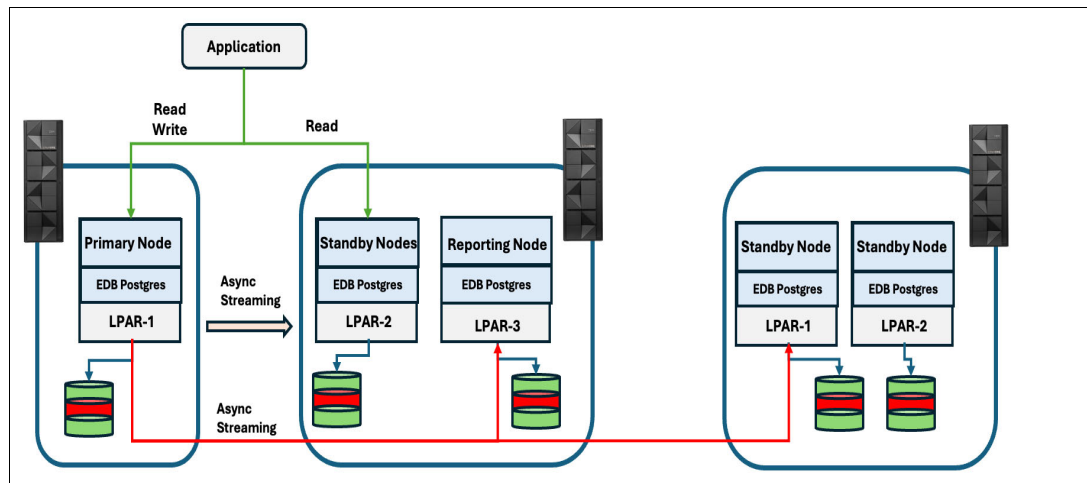 Application
Read
Write
Read
Primary Node
EDB Postgres
LPAR-1
Async
Streaming
Standby Nodes
EDB Postgres
LPAR-2
Reporting Node
EDB Postgres
LPAR-3
Async
Streaming
Standby Node
EDB Postgres
LPAR-1
Standby Node
EDB Postgres
LPAR-2